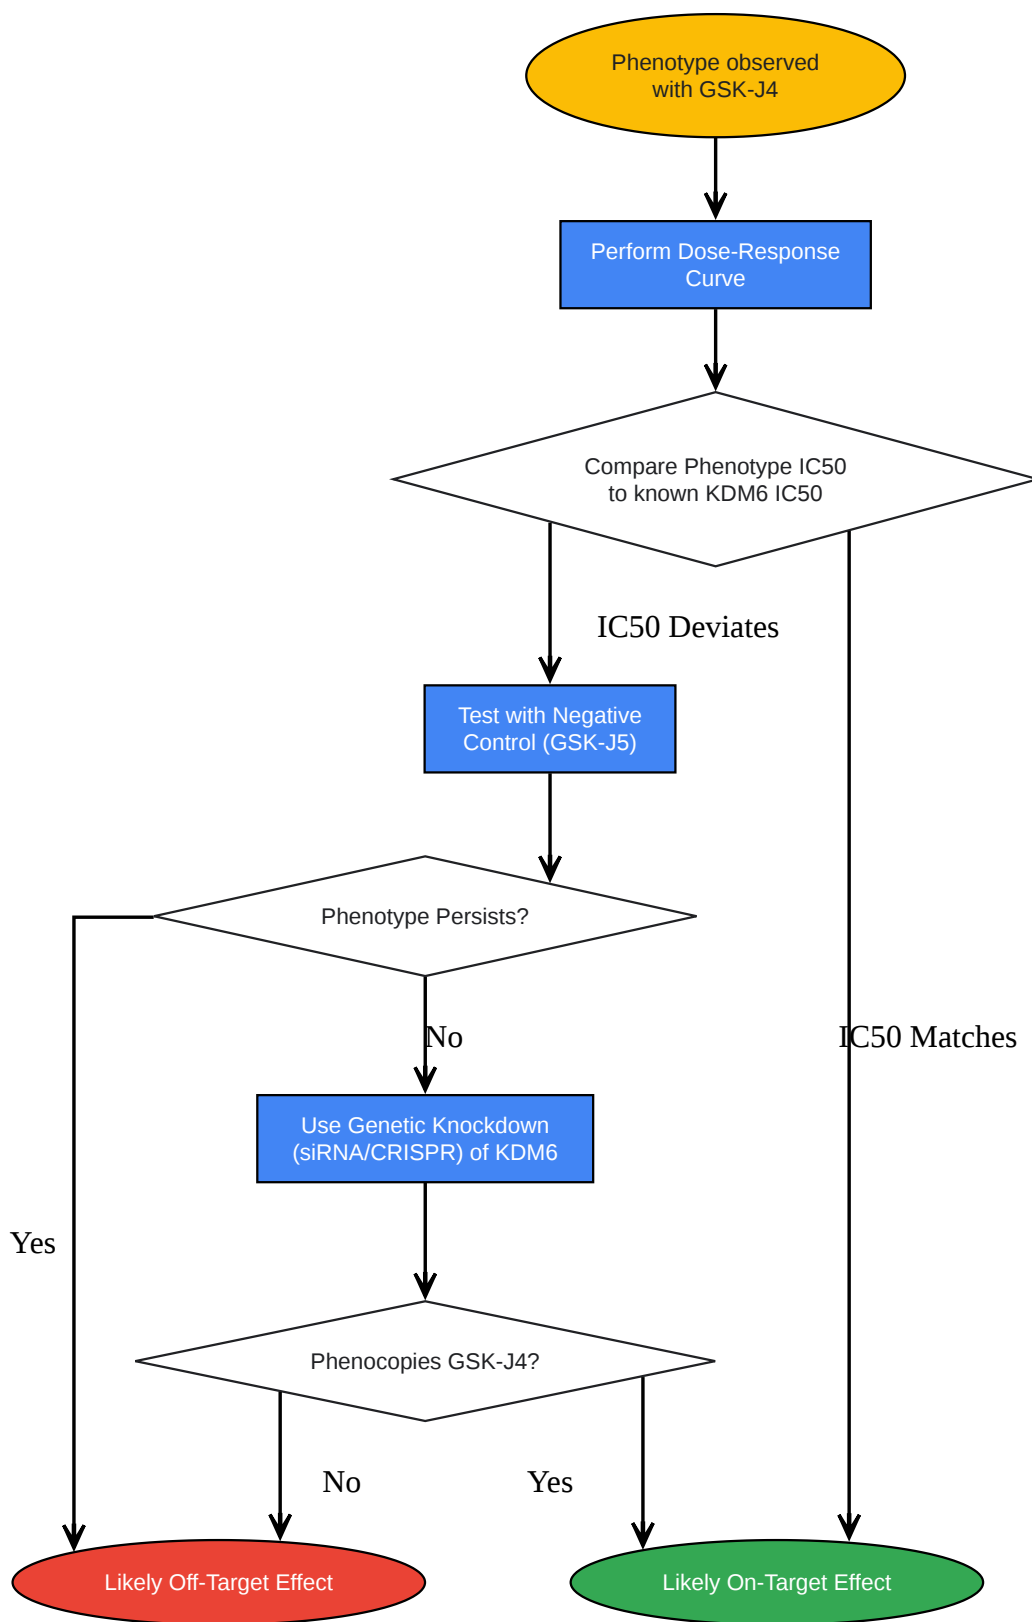 Phenotype observed
with GSK-J4
Perform Dose-Response
Curve
Compare Phenotype IC50
to known KDM6 IC50
IC50 Deviates
Test with Negative
Control (GSK-J5)
Phenotype Persists?
No
IC50 Matches
Use Genetic Knockdown
(siRNA/CRISPR) of KDM6
Yes
Phenocopies GSK-J4?
No
Yes
Likely Off-Target Effect
Likely On-Target Effect